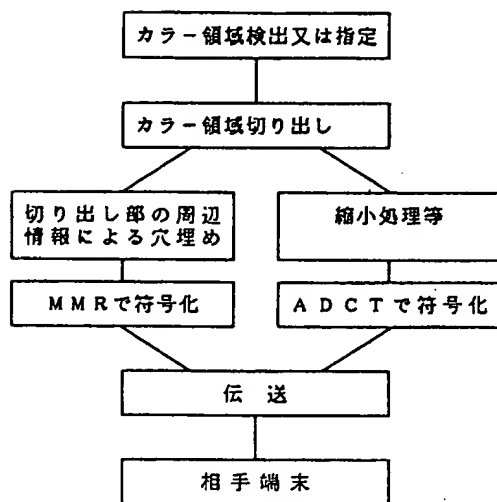 カラー領域検出又は指定
カラー領域切り出し
切り出し部の周辺
情報による穴埋め
縮小処理等
MMRで符号化
ADCTで符号化
伝送
相手端末